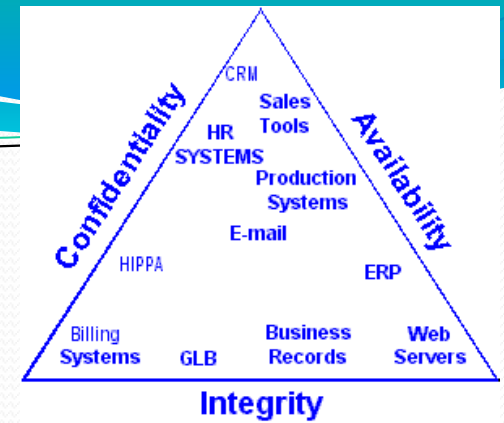 CRM
Sales
Tools
HR
SYSTEMS
Confidentiality
Availability
Production
Systems
E-mail
HIPPA
ERP
Billing
Systems
GLB
Business
Records
Web
Servers
Integrity